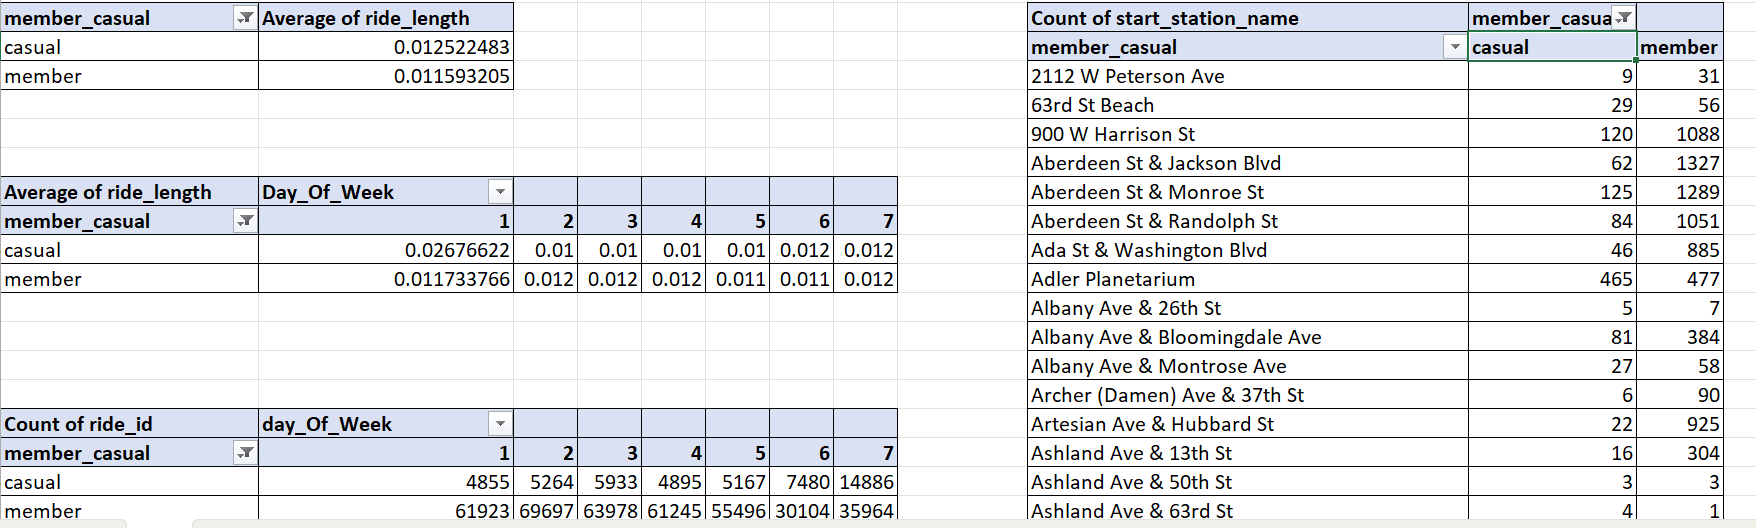 member_casual Average of ride_length
casual 0.012522483
member 0.011593205
Average of ride_length Day_Of_Week
member_casual 1 2 3 4 5 6 7
casual 0.02676622 0.01 0.01 0.01 0.01 0.012 0.012
member 0.011733766 0.012 0.012 0.012 0.011 0.011 0.012
Count of ride_id day_Of_Week
member_casual 1 2 3 4 5 6 7
casual 4855 5264 5933 4895 5167 7480 14886
member 61923 69697 63978 61245 55496 30104 35964
Count of start_station_name member_casua
member_casual casual member
2112 W Peterson Ave 9 31
63rd St Beach 29 56
900 W Harrison St 120 1088
Aberdeen St & Jackson Blvd 62 1327
Aberdeen St & Monroe St 125 1289
Aberdeen St & Randolph St 84 1051
Ada St & Washington Blvd 46 885
Adler Planetarium 465 477
Albany Ave & 26th St 5 7
Albany Ave & Bloomingdale Ave 81 384
Albany Ave & Montrose Ave 27 58
Archer (Damen) Ave & 37th St 6 90
Artesian Ave & Hubbard St 22 925
Ashland Ave & 13th St 16 304
Ashland Ave & 50th St 3 3
Ashland Ave & 63rd St 4 1